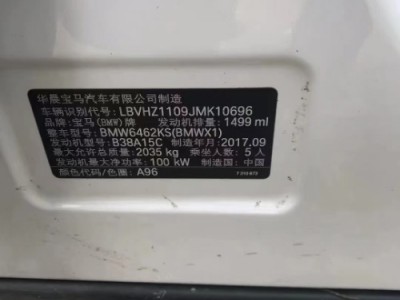 华晨宝马汽车有限公司制造
车辆识别代号: LBVHZ1109JMK10696
品牌: 宝马(BMW)牌 发动机排量: 1499 ml
整车型号: BMW6462KS(BMWX1)
发动机型号: B38A15C 制造年月: 2017.09
最大允许总质量: 2035 kg 乘坐人数: 5人
发动机最大净功率: 100 kW 制造国: 中国
颜色代码/色漆: A96